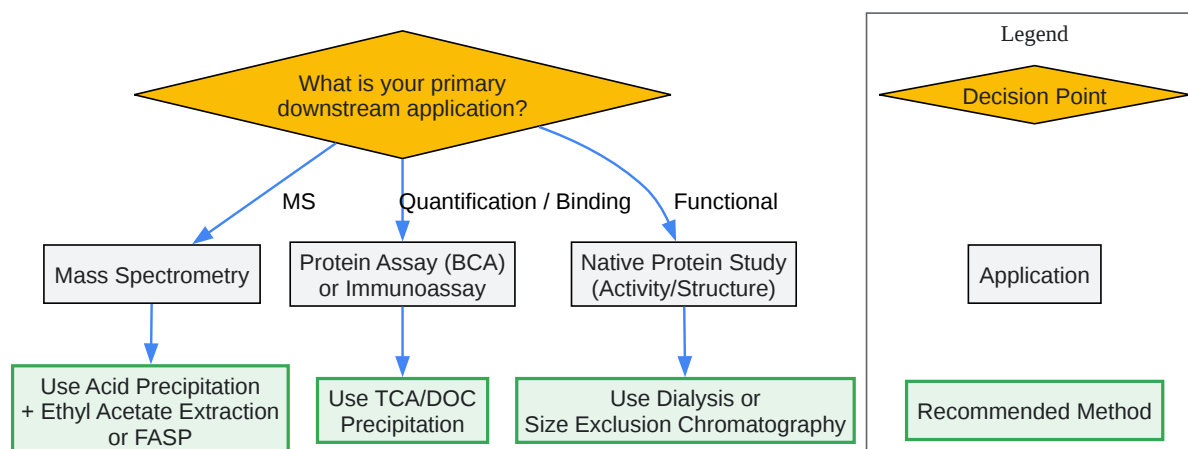 What is your primary
downstream application?
MS
Quantification / Binding
Functional
Mass Spectrometry
Protein Assay (BCA)
or Immunoassay
Native Protein Study
(Activity/Structure)
Use Acid Precipitation
+ Ethyl Acetate Extraction
or FASP
Use TCA/DOC
Precipitation
Use Dialysis or
Size Exclusion Chromatography
Legend
Decision Point
Application
Recommended Method